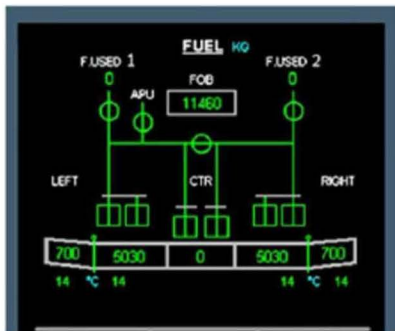 FUEL KG
F.USED 1 F.USED 2
0 FOB 0
APU
11460
LEFT CTR RIGHT
700 5030 0 5030 700
14 °C 14 14 °C 14